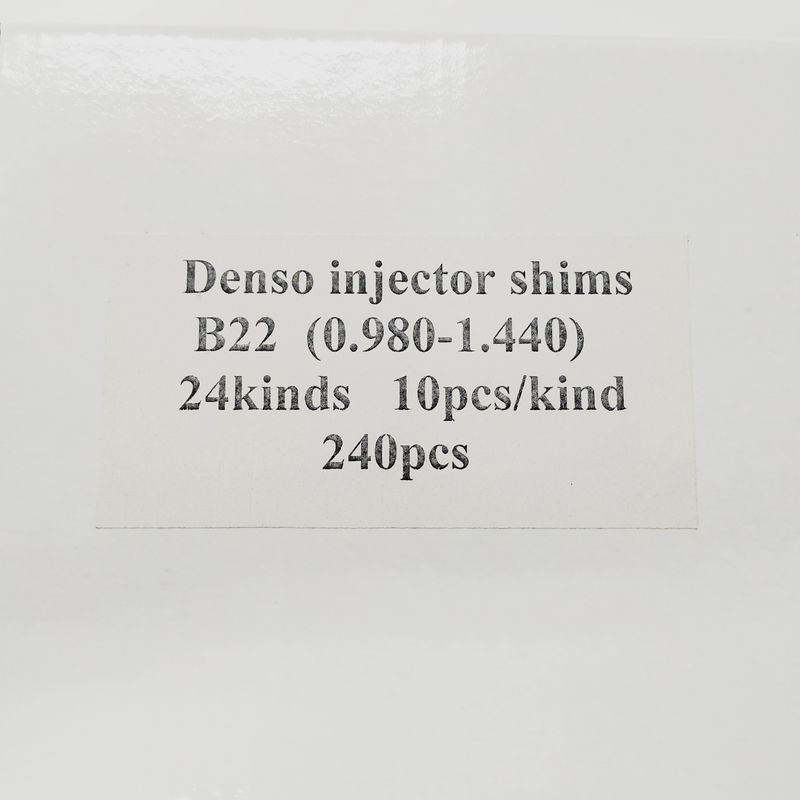 Denso injector shims
B22 (0.980-1.440)
24kinds 10pcs/kind
240pcs